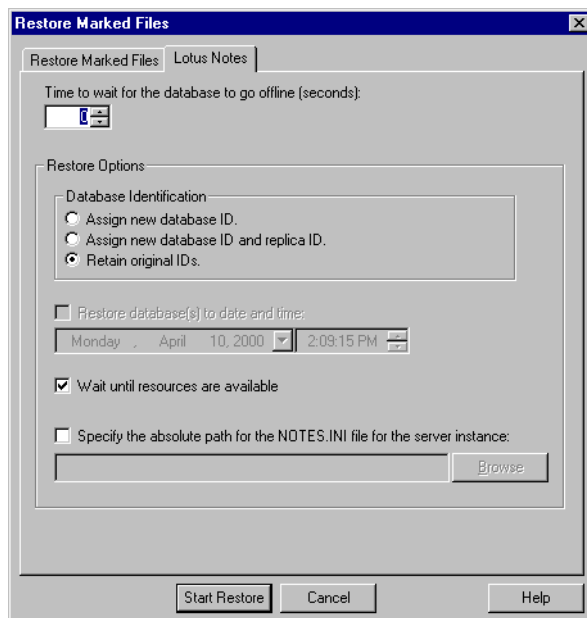 Restore Marked Files
Restore Marked Files Lotus Notes
Time to wait for the database to go offline (seconds):
0
Restore Options
Database Identification
Assign new database ID.
Assign new database ID and replica ID.
Retain original IDs.
Restore database(s) to date and time:
Monday , April 10, 2000 2:09:15 PM
Wait until resources are available
Specify the absolute path for the NOTES.INI file for the server instance:
Browse
Start Restore Cancel Help